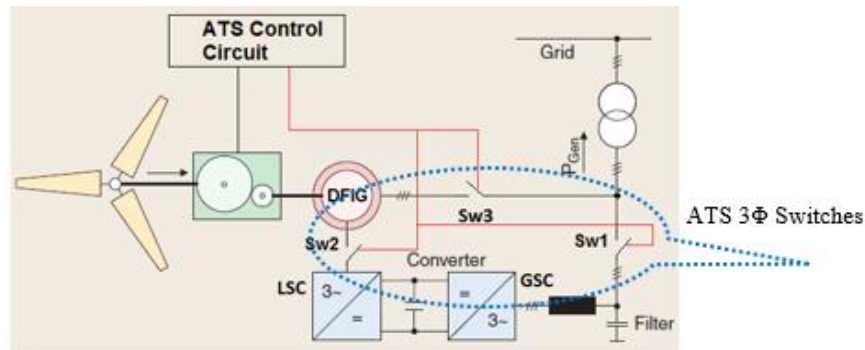 ATS Control
Circuit
Grid
PGen
DFIG
Sw3
ATS 3Φ Switches
Sw2
Sw1
Converter
LSC
3~
=
GSC
=
3~
Filter